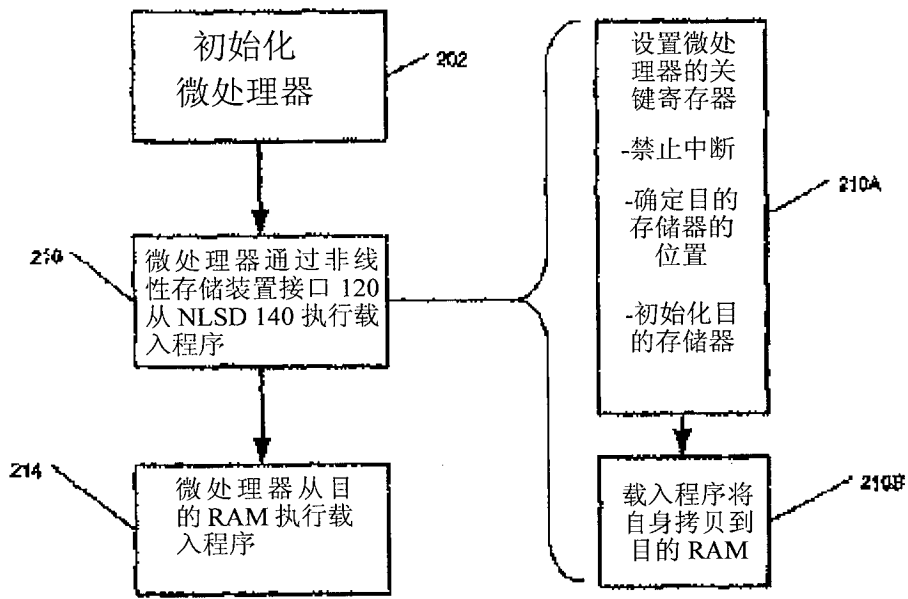 初始化
微处理器
202
微处理器通过非线
性存储装置接口 120
从 NLSD 140 执行载
入程序
210
微处理器从目
的 RAM 执行载
入程序
214
设置微处
理器的关
键寄存器
-禁止中断
-确定目的
存储器的
位置
-初始化目
的存储器
210A
载入程序将
自身拷贝到
目的 RAM
210B